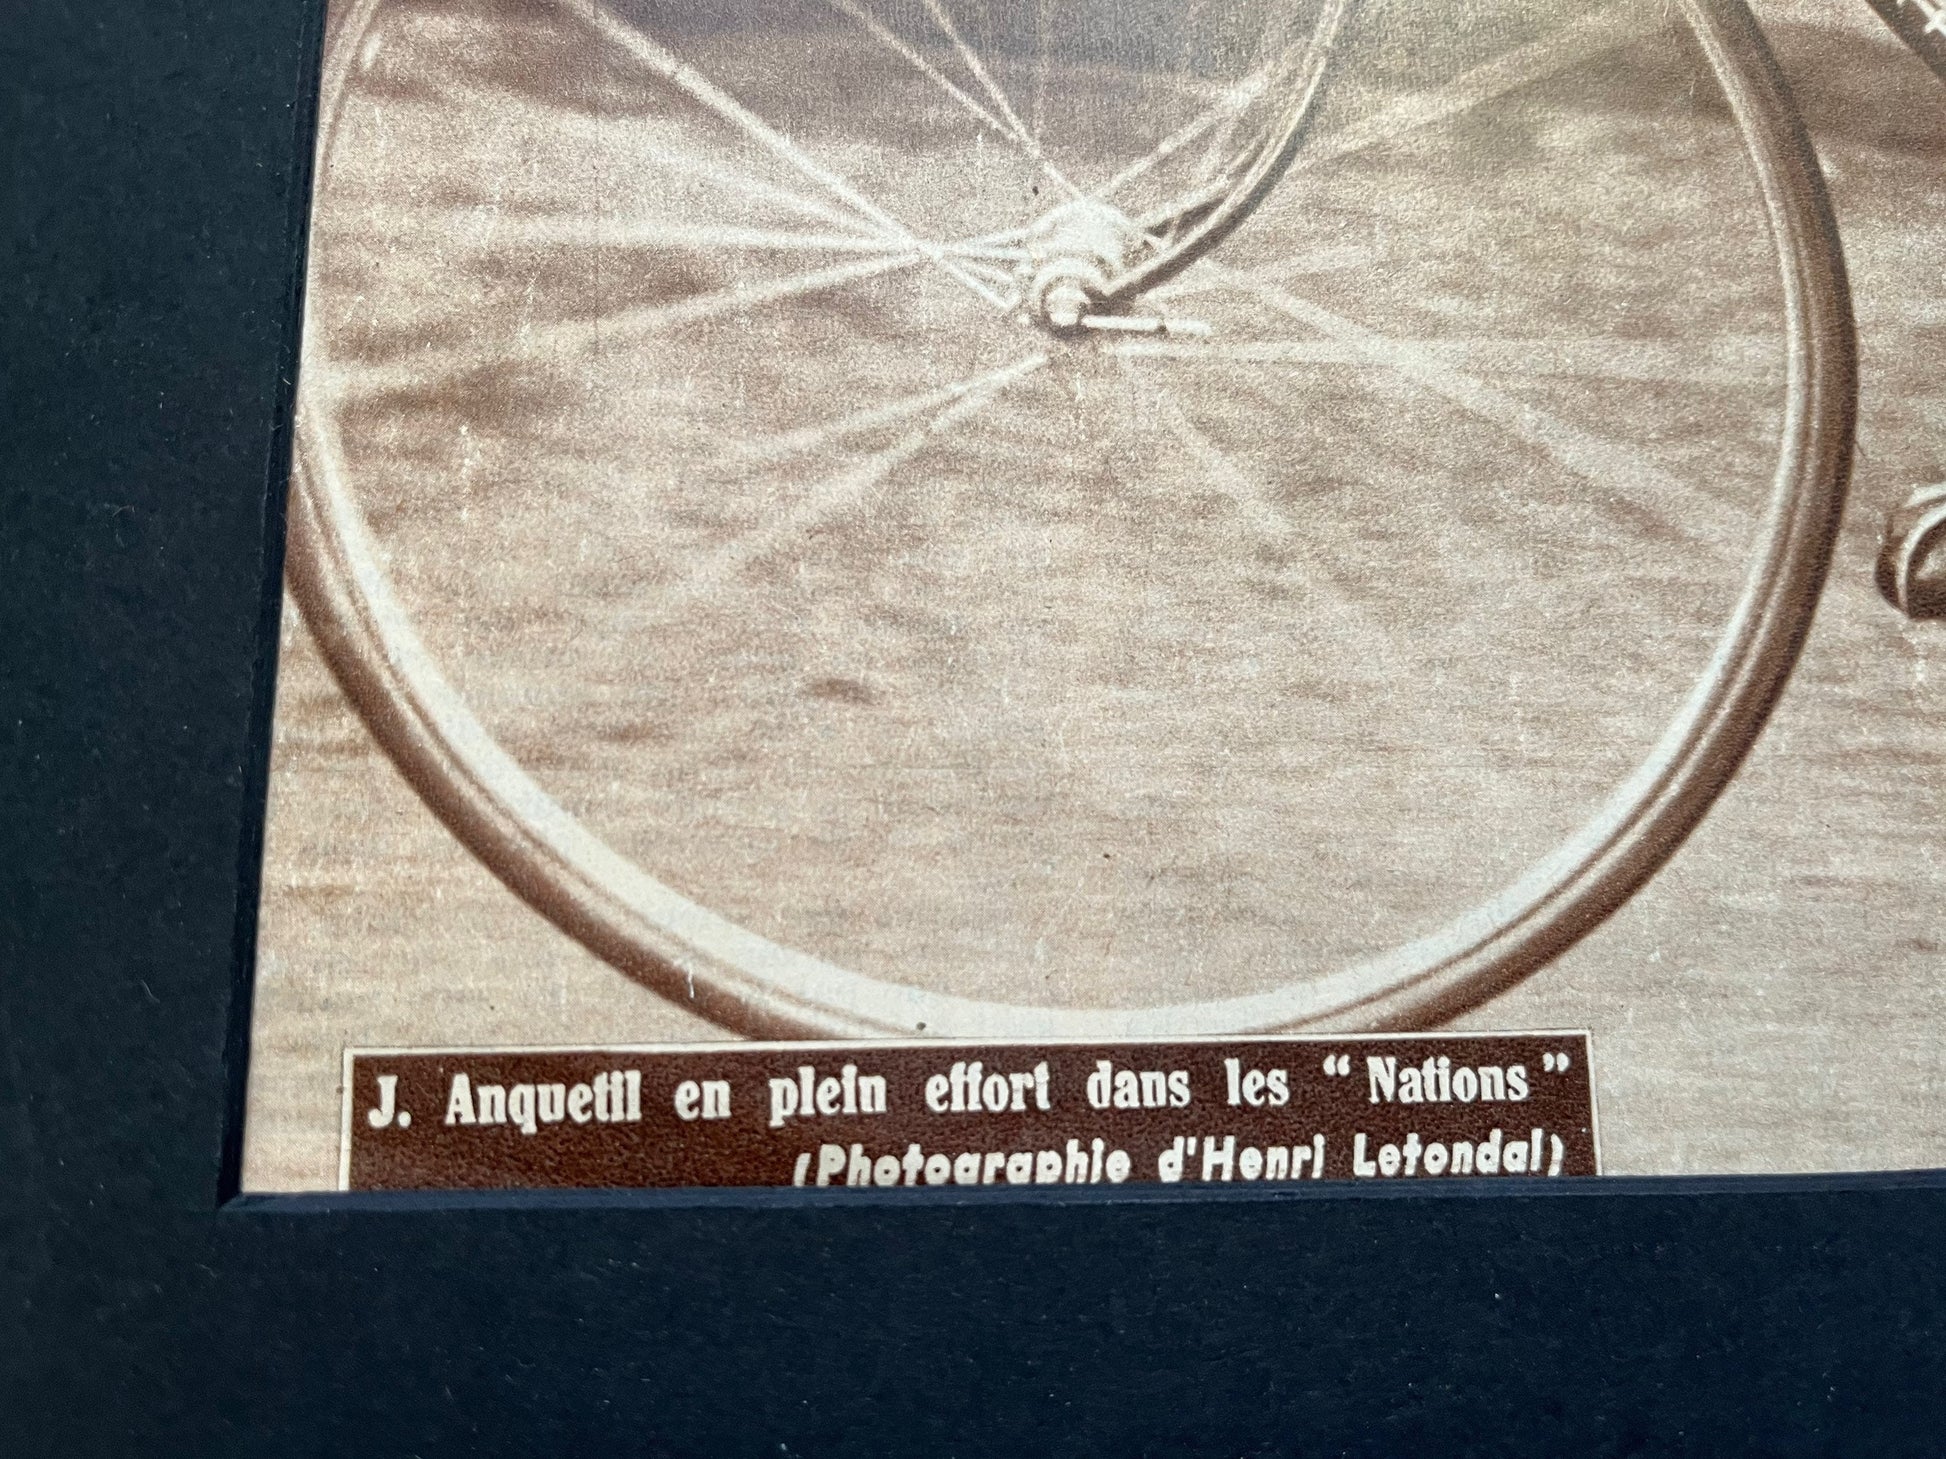 J. Anquetil en plein effort dans les “ Nations ”
(Photographie d'Henri Letondal)